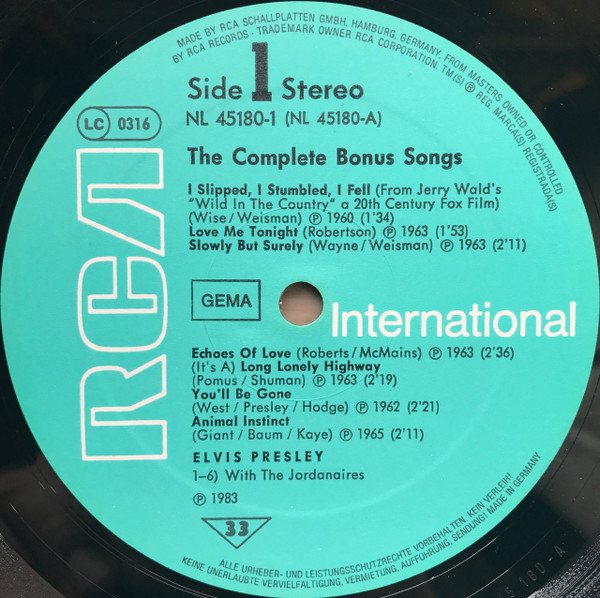 MADE BY RCA SCHALLPLATTEN GMBH, HAMBURG, GERMANY, FROM MASTERS OWNED OR CONTROLLED
BY RCA RECORDS · TRADEMARK OWNER RCA CORPORATION. TM(S) ® REG. MARCA(S) REGISTRADA(S)
Side 1 Stereo
NL 45180-1 (NL 45180-A)
LC 0316
The Complete Bonus Songs
I Slipped, I Stumbled, I Fell (From Jerry Wald's
"Wild In The Country" a 20th Century Fox Film)
(Wise/Weisman) ℗ 1960 (1'34)
Love Me Tonight (Robertson) ℗ 1963 (1'53)
Slowly But Surely (Wayne/Weisman) ℗ 1963 (2'11)
RCA
GEMA
International
Echoes Of Love (Roberts/McMains) ℗ 1963 (2'36)
(It's A) Long Lonely Highway
(Pomus/Shuman) ℗ 1963 (2'19)
You'll Be Gone
(West/Presley/Hodge) ℗ 1962 (2'21)
Animal Instinct
(Giant/Baum/Kaye) ℗ 1965 (2'11)
ELVIS PRESLEY
1–6) With The Jordanaires
℗ 1983
33
ALLE URHEBER- UND LEISTUNGSSCHUTZRECHTE VORBEHALTEN. KEIN VERLEIH!
KEINE UNERLAUBTE VERVIELFÄLTIGUNG, VERMIETUNG, AUFFÜHRUNG, SENDUNG! MADE IN GERMANY
180-A